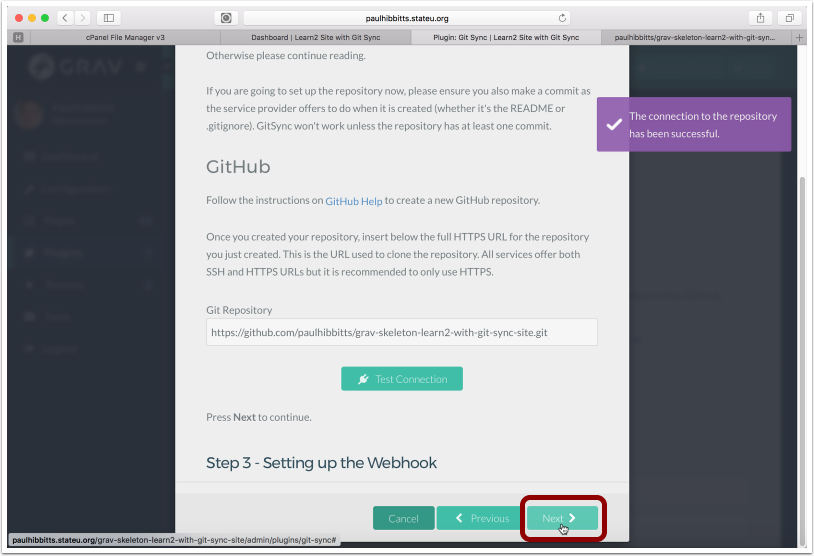 paulhibbitts.stateu.org
H
cPanel File Manager v3
Dashboard | Learn2 Site with Git Sync
Plugin: Git Sync | Learn2 Site with Git Sync
paulhibbitts/grav-skeleton-learn2-with-git-syn...
GRAV
Otherwise please continue reading.
If you are going to set up the repository now, please ensure you also make a commit as
the service provider offers to do when it is created (whether it's the README or
.gitignore). GitSync won't work unless the repository has at least one commit.
The connection to the repository
has been successful.
GitHub
Follow the instructions on GitHub Help to create a new GitHub repository.
Once you created your repository, insert below the full HTTPS URL for the repository
you just created. This is the URL used to clone the repository. All services offer both
SSH and HTTPS URLs but it is recommended to only use HTTPS.
Git Repository
https://github.com/paulhibbitts/grav-skeleton-learn2-with-git-sync-site.git
Test Connection
Press Next to continue.
Step 3 - Setting up the Webhook
Cancel
Previous
Next
paulhibbitts.stateu.org/grav-skeleton-learn2-with-git-sync-site/admin/plugins/git-sync#